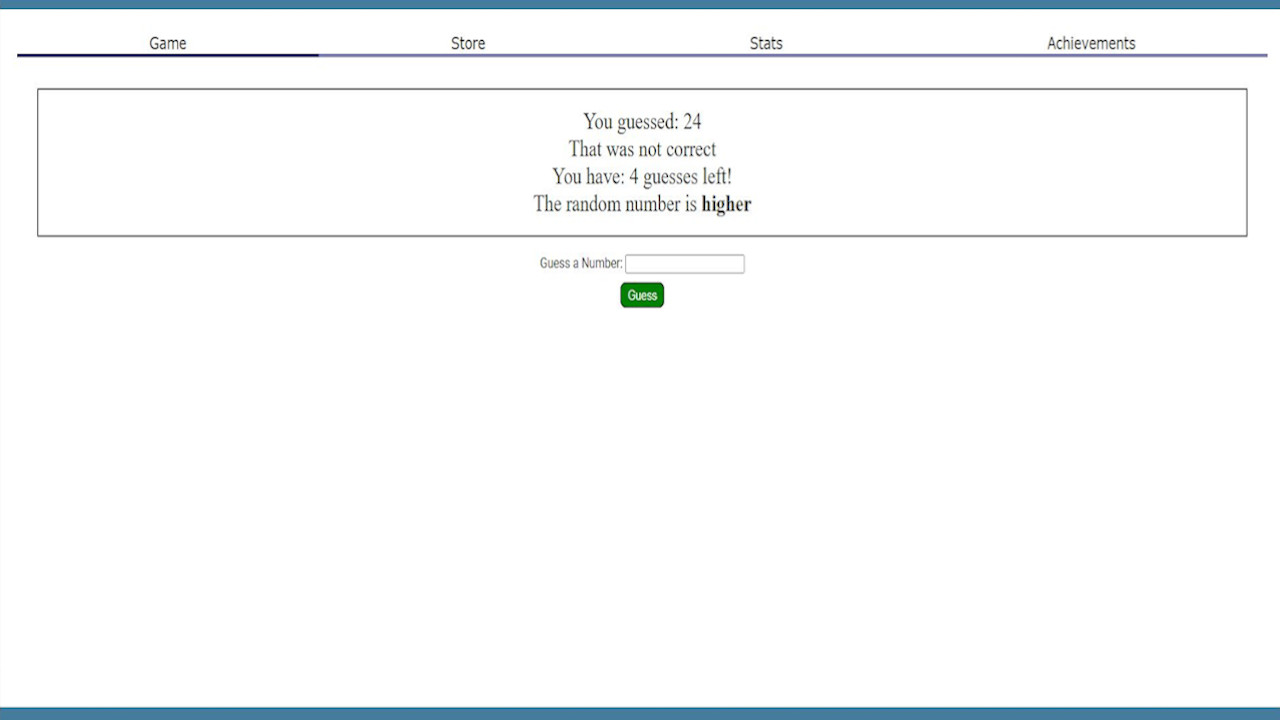 Game Store Stats Achievements
You guessed: 24
That was not correct
You have: 4 guesses left!
The random number is higher
Guess a Number:
Guess